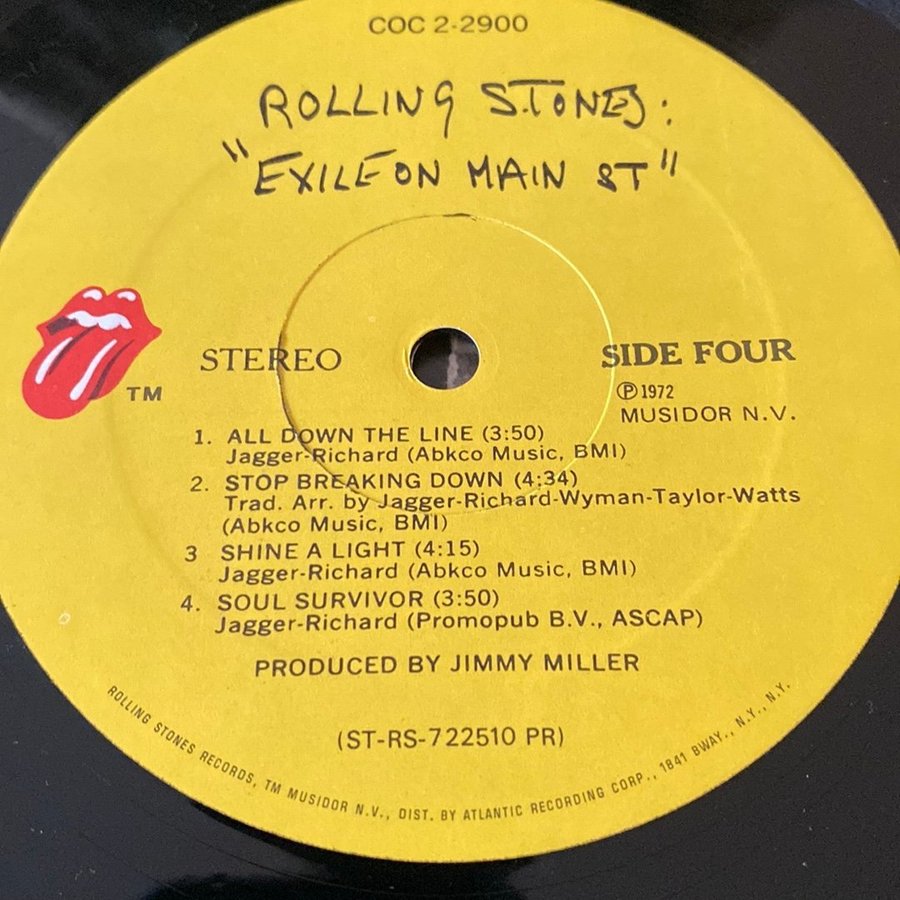 COC 2-2900
ROLLING STONES:
"EXILE ON MAIN ST"
STEREO
SIDE FOUR
℗ 1972
MUSIDOR N.V.
TM
1. ALL DOWN THE LINE (3:50)
Jagger-Richard (Abkco Music, BMI)
2. STOP BREAKING DOWN (4:34)
Trad. Arr. by Jagger-Richard-Wyman-Taylor-Watts
(Abkco Music, BMI)
3 SHINE A LIGHT (4:15)
Jagger-Richard (Abkco Music, BMI)
4. SOUL SURVIVOR (3:50)
Jagger-Richard (Promopub B.V., ASCAP)
PRODUCED BY JIMMY MILLER
(ST-RS-722510 PR)
ROLLING STONES RECORDS, TM MUSIDOR N.V., DIST. BY ATLANTIC RECORDING CORP., 1841 BWAY., N.Y., N.Y.